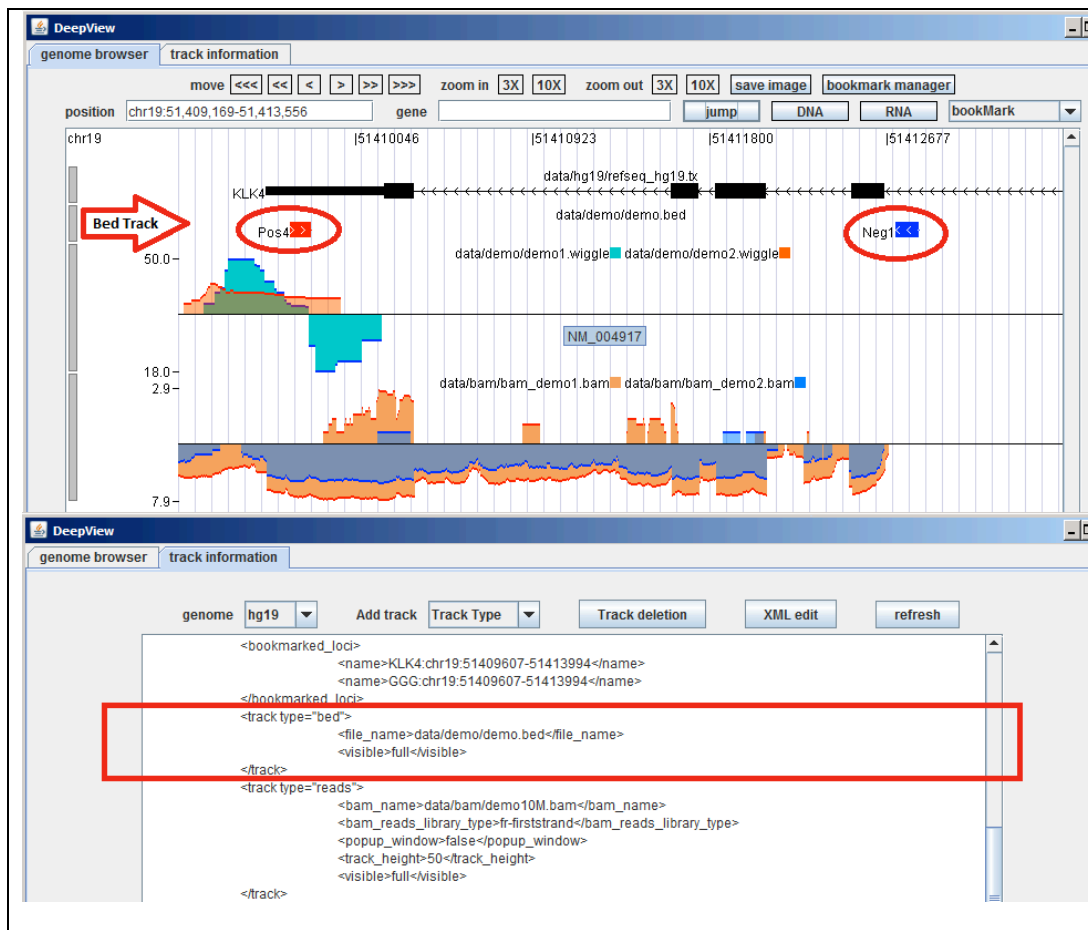 DeepView
genome browser track information
move <<< << < > >> >>> zoom in 3X 10X zoom out 3X 10X save image bookmark manager
position chr19:51,409,169-51,413,556 gene jump DNA RNA bookMark
chr19 |51410046 |51410923 |51411800 |51412677
data/hg19/refseq_hg19.tx
KLK4
data/demo/demo.bed
Bed Track
Pos4 Neg1
data/demo/demo1.wiggle data/demo/demo2.wiggle
50.0
NM_004917
18.0
2.9
data/bam/bam_demo1.bam data/bam/bam_demo2.bam
7.9
DeepView
genome browser track information
genome hg19 Add track Track Type Track deletion XML edit refresh
<bookmarked_loci>
<name>KLK4:chr19:51409607-51413994</name>
<name>GGG:chr19:51409607-51413994</name>
</bookmarked_loci>
<track type="bed">
<file_name>data/demo/demo.bed</file_name>
<visible>full</visible>
</track>
<track type="reads">
<bam_name>data/bam/demo10M.bam</bam_name>
<bam_reads_library_type>fr-firststrand</bam_reads_library_type>
<popup_window>false</popup_window>
<track_height>50</track_height>
<visible>full</visible>
</track>